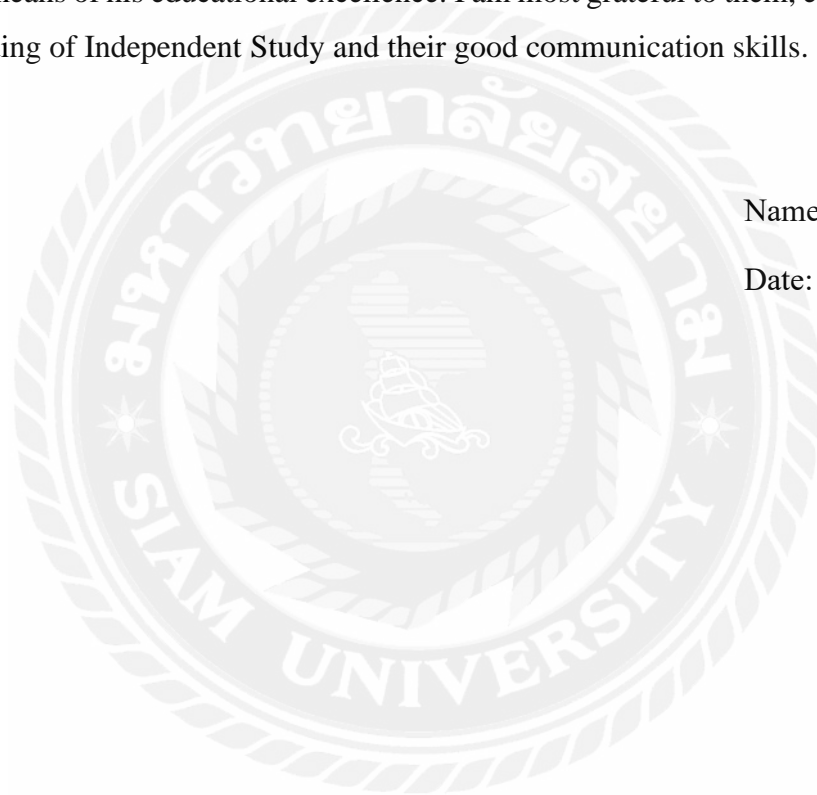 means of his educational excellence. I am most grateful to them,
ing of Independent Study and their good communication skills.
มหาวิทยาลัยสยาม
Name
Date:
SIAM UNIVERSITY